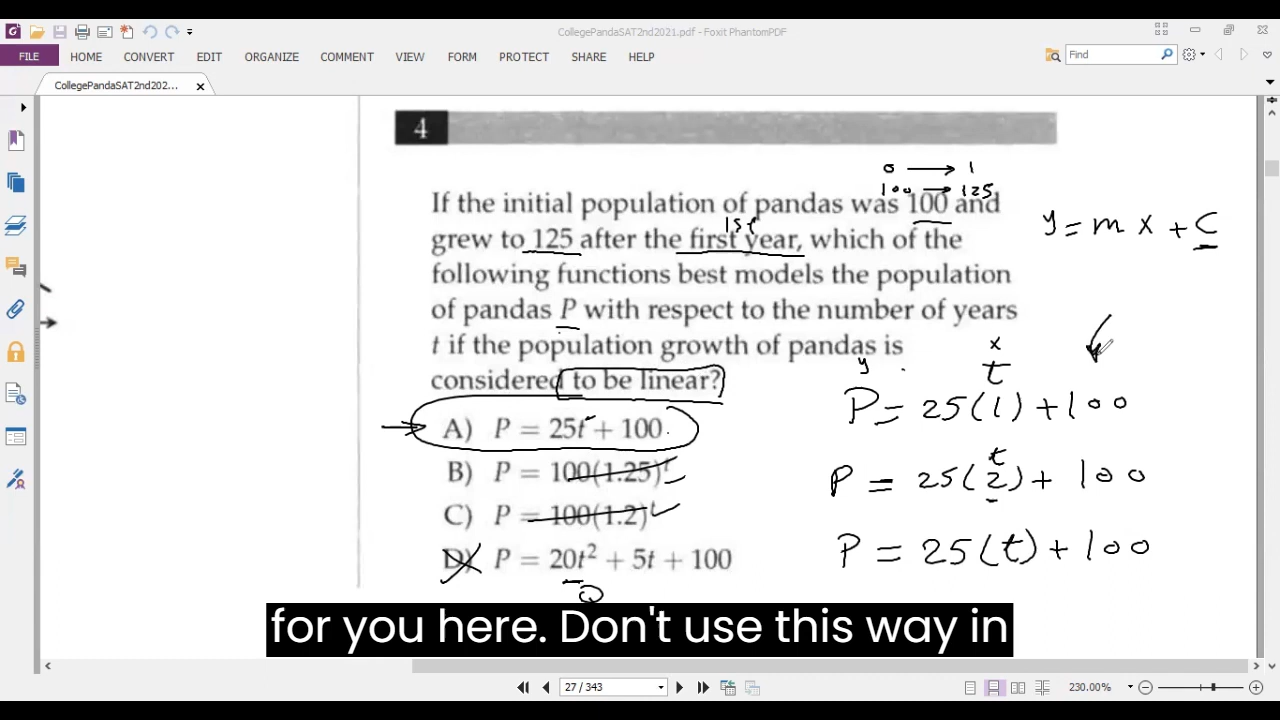 CollegePandaSAT2nd2021.pdf - Foxit PhantomPDF
FILE HOME CONVERT EDIT ORGANIZE COMMENT VIEW FORM PROTECT SHARE HELP
Find
CollegePandaSAT2nd202... x
4
0 → 1
100 → 125
If the initial population of pandas was 100 and
1st
grew to 125 after the first year, which of the
y = m x + C
following functions best models the population
of pandas P with respect to the number of years
t if the population growth of pandas is
considered to be linear?
x
y t
P = 25(1) + 100
A) P = 25t + 100
B) P = 100(1.25)^t
t
P = 25(2) + 100
C) P = 100(1.2)^t
D) P = 20t² + 5t + 100
P = 25(t) + 100
Q
for you here. Don't use this way in
27 / 343
230.00%